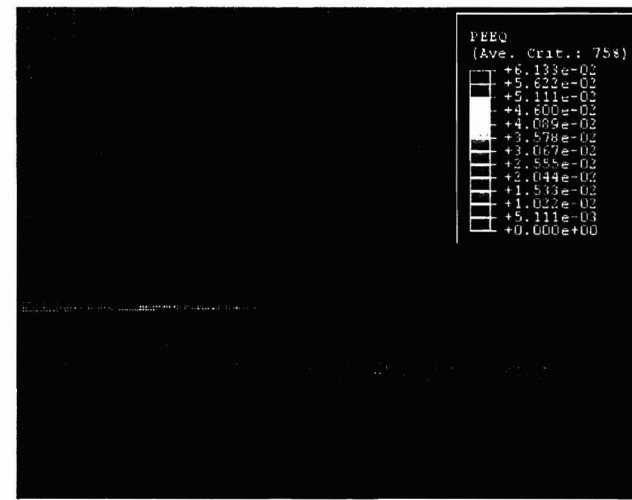 PEEQ
(Ave. Crit.: 75%)
+6.133e-02
+5.622e-02
+5.111e-02
+4.600e-02
+4.089e-02
+3.578e-02
+3.067e-02
+2.555e-02
+2.044e-02
+1.533e-02
+1.022e-02
+5.111e-03
+0.000e+00